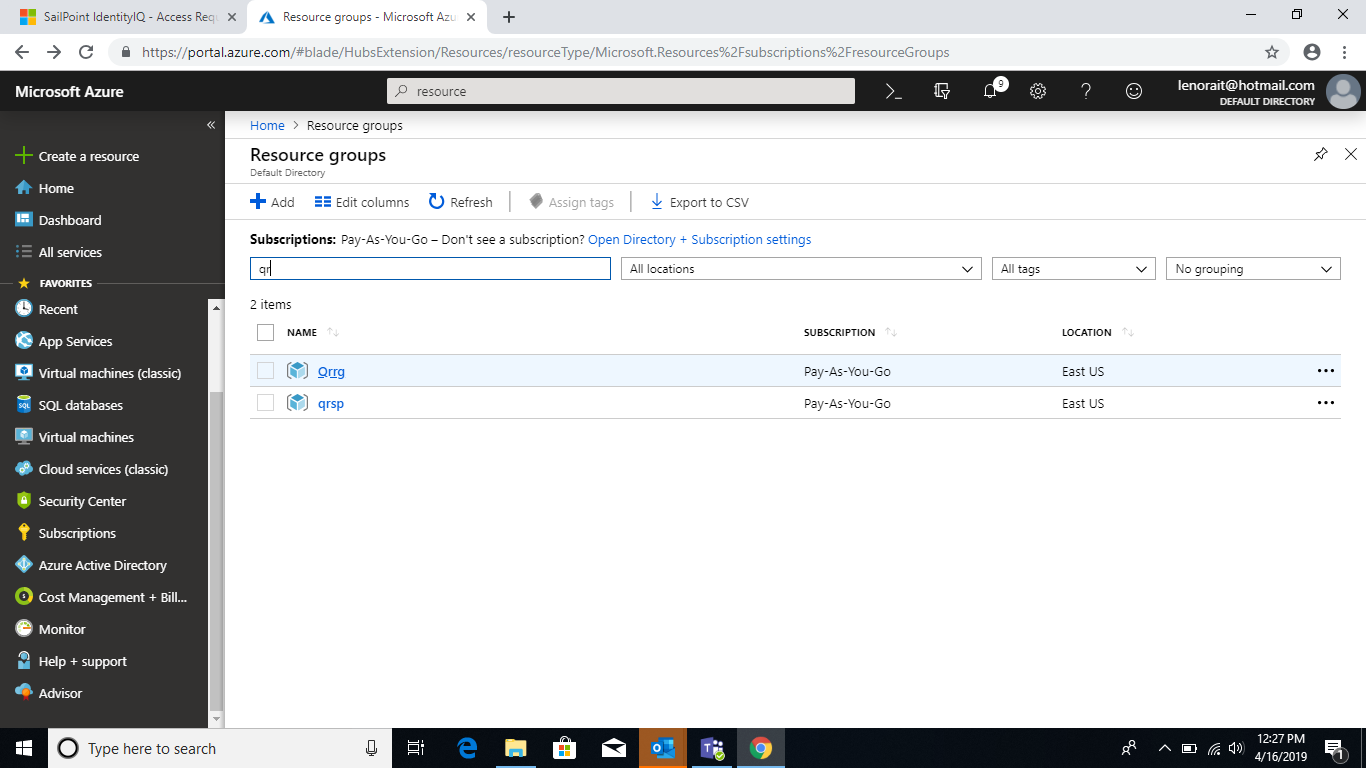 SailPoint IdentityIQ - Access Requ
Resource groups - Microsoft Azu
https://portal.azure.com/#blade/HubsExtension/Resources/resourceType/Microsoft.Resources%2Fsubscriptions%2FresourceGroups
Microsoft Azure
resource
9
lenorait@hotmail.com
DEFAULT DIRECTORY
Create a resource
Home
Dashboard
All services
FAVORITES
Recent
App Services
Virtual machines (classic)
SQL databases
Virtual machines
Cloud services (classic)
Security Center
Subscriptions
Azure Active Directory
Cost Management + Bill...
Monitor
Help + support
Advisor
Home > Resource groups
Resource groups
Default Directory
Add Edit columns Refresh Assign tags Export to CSV
Subscriptions: Pay-As-You-Go – Don't see a subscription? Open Directory + Subscription settings
qr All locations All tags No grouping
2 items
NAME SUBSCRIPTION LOCATION
Qrrg Pay-As-You-Go East US
qrsp Pay-As-You-Go East US
Type here to search
12:27 PM
4/16/2019
1